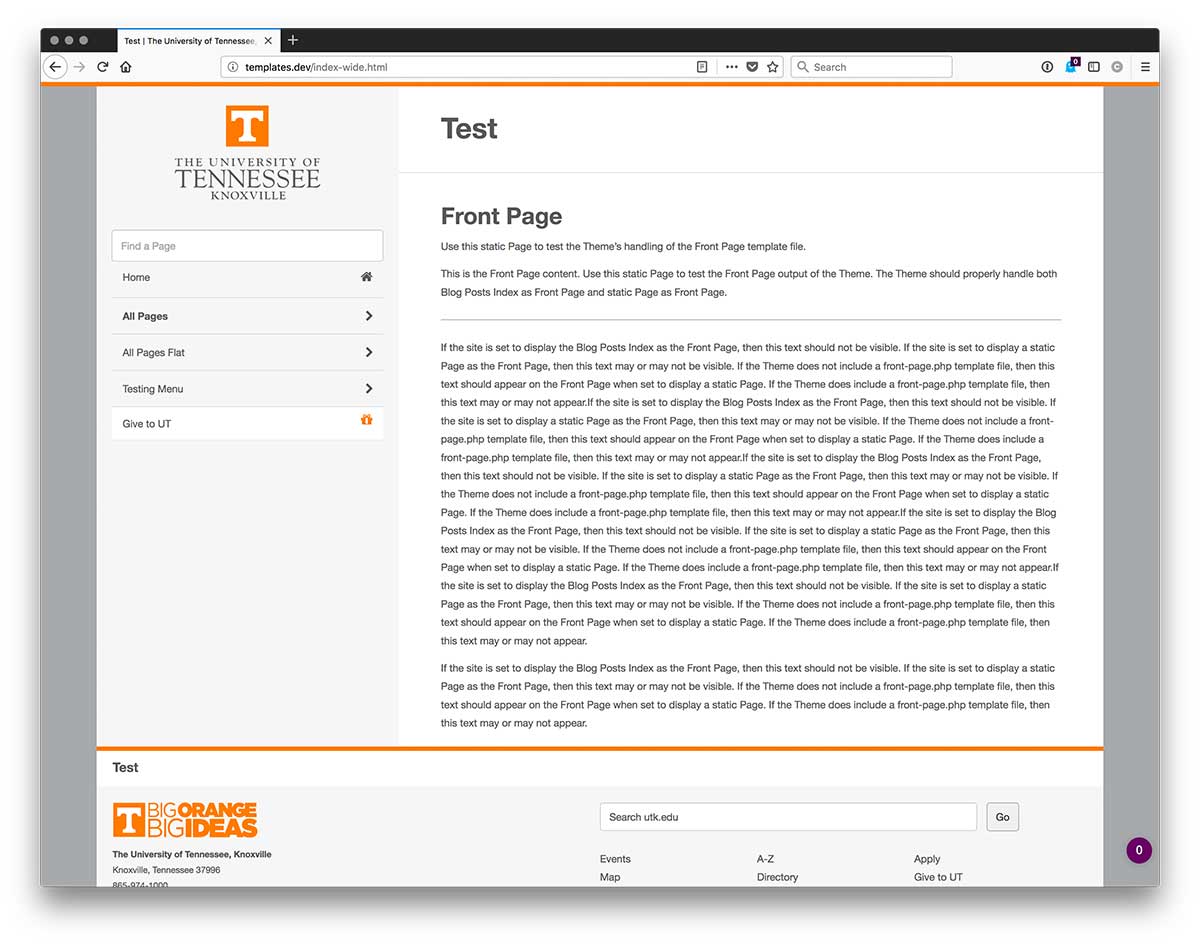 Test | The University of Tennessee,
templates.dev/index-wide.html
Search
0
T
THE UNIVERSITY OF
TENNESSEE
KNOXVILLE
Find a Page
Home
All Pages
All Pages Flat
Testing Menu
Give to UT
Test
Front Page
Use this static Page to test the Theme's handling of the Front Page template file.
This is the Front Page content. Use this static Page to test the Front Page output of the Theme. The Theme should properly handle both
Blog Posts Index as Front Page and static Page as Front Page.
If the site is set to display the Blog Posts Index as the Front Page, then this text should not be visible. If the site is set to display a static
Page as the Front Page, then this text may or may not be visible. If the Theme does not include a front-page.php template file, then this
text should appear on the Front Page when set to display a static Page. If the Theme does include a front-page.php template file, then
this text may or may not appear.If the site is set to display the Blog Posts Index as the Front Page, then this text should not be visible. If
the site is set to display a static Page as the Front Page, then this text may or may not be visible. If the Theme does not include a front-
page.php template file, then this text should appear on the Front Page when set to display a static Page. If the Theme does include a
front-page.php template file, then this text may or may not appear.If the site is set to display the Blog Posts Index as the Front Page,
then this text should not be visible. If the site is set to display a static Page as the Front Page, then this text may or may not be visible. If
the Theme does not include a front-page.php template file, then this text should appear on the Front Page when set to display a static
Page. If the Theme does include a front-page.php template file, then this text may or may not appear.If the site is set to display the Blog
Posts Index as the Front Page, then this text should not be visible. If the site is set to display a static Page as the Front Page, then this
text may or may not be visible. If the Theme does not include a front-page.php template file, then this text should appear on the Front
Page when set to display a static Page. If the Theme does include a front-page.php template file, then this text may or may not appear.If
the site is set to display the Blog Posts Index as the Front Page, then this text should not be visible. If the site is set to display a static
Page as the Front Page, then this text may or may not be visible. If the Theme does not include a front-page.php template file, then this
text should appear on the Front Page when set to display a static Page. If the Theme does include a front-page.php template file, then
this text may or may not appear.
If the site is set to display the Blog Posts Index as the Front Page, then this text should not be visible. If the site is set to display a static
Page as the Front Page, then this text may or may not be visible. If the Theme does not include a front-page.php template file, then this
text should appear on the Front Page when set to display a static Page. If the Theme does include a front-page.php template file, then
this text may or may not appear.
Test
T
BIG ORANGE
BIG IDEAS
The University of Tennessee, Knoxville
Knoxville, Tennessee 37996
865-974-1000
Search utk.edu
Go
Events
A-Z
Apply
Map
Directory
Give to UT
0